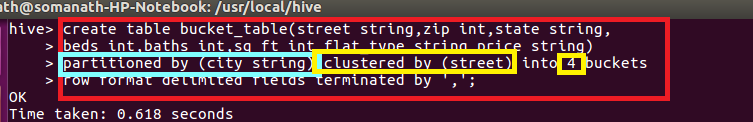 ath@somanath-HP-Notebook: /usr/local/hive
hive> create table bucket_table(street string,zip int,state string,
> beds int,baths int,sq_ft int,flat_type string,price string)
> partitioned by (city string) clustered by (street) into 4 buckets
> row format delimited fields terminated by ',';
OK
Time taken: 0.618 seconds